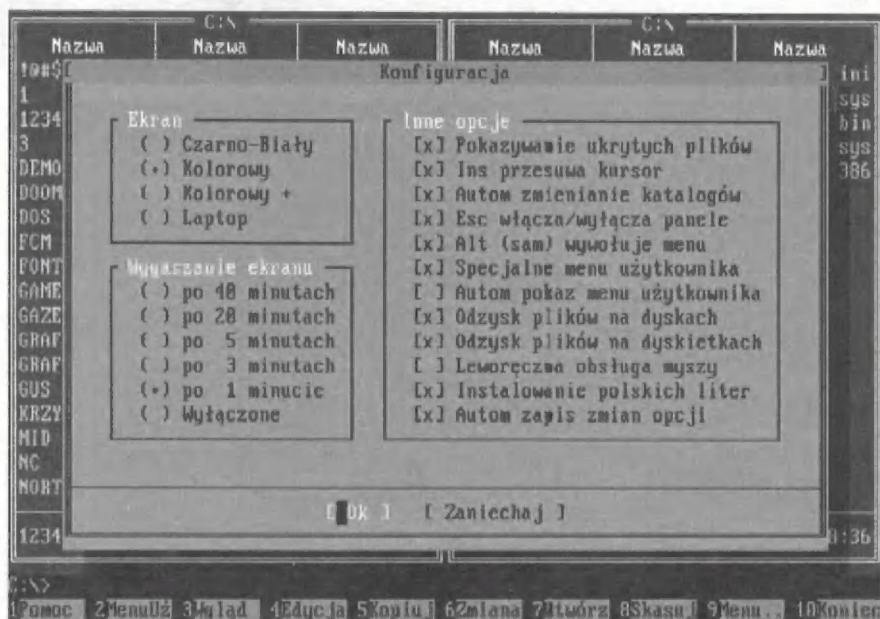 C:\ C:\
Nazwa Nazwa Nazwa Nazwa Nazwa Nazwa
!@#$ [ Konfiguracja ] ini
1 sys
1234 bin
3 sys
DEMO 386
DOOM
DOS
FCM
FONT
GAME
GAZE
GRAF
GRAF
GUS
KRZY
MID
NC
NORT
Ekran
( ) Czarno-Biały
(•) Kolorowy
( ) Kolorowy +
( ) Laptop
Wygaszanie ekranu
( ) po 40 minutach
( ) po 20 minutach
( ) po 5 minutach
( ) po 3 minutach
(•) po 1 minucie
( ) Wyłączone
Inne opcje
[x] Pokazywanie ukrytych plików
[x] Ins przesuwa kursor
[x] Autom zmienianie katalogów
[x] Esc włącza/wyłącza panele
[x] Alt (sam) wywołuje menu
[x] Specjalne menu użytkownika
[ ] Autom pokaz menu użytkownika
[x] Odzysk plików na dyskach
[x] Odzysk plików na dyskietkach
[ ] Leworęczna obsługa myszy
[x] Instalowanie polskich liter
[x] Autom zapis zmian opcji
[ Ok ] [ Zaniechaj ]
1234 8:36
C:\>
1Pomoc 2MenuUż 3Wgląd 4Edycja 5Kopiuj 6Zmiana 7Utwórz 8Skasuj 9Menu.. 10Koniec